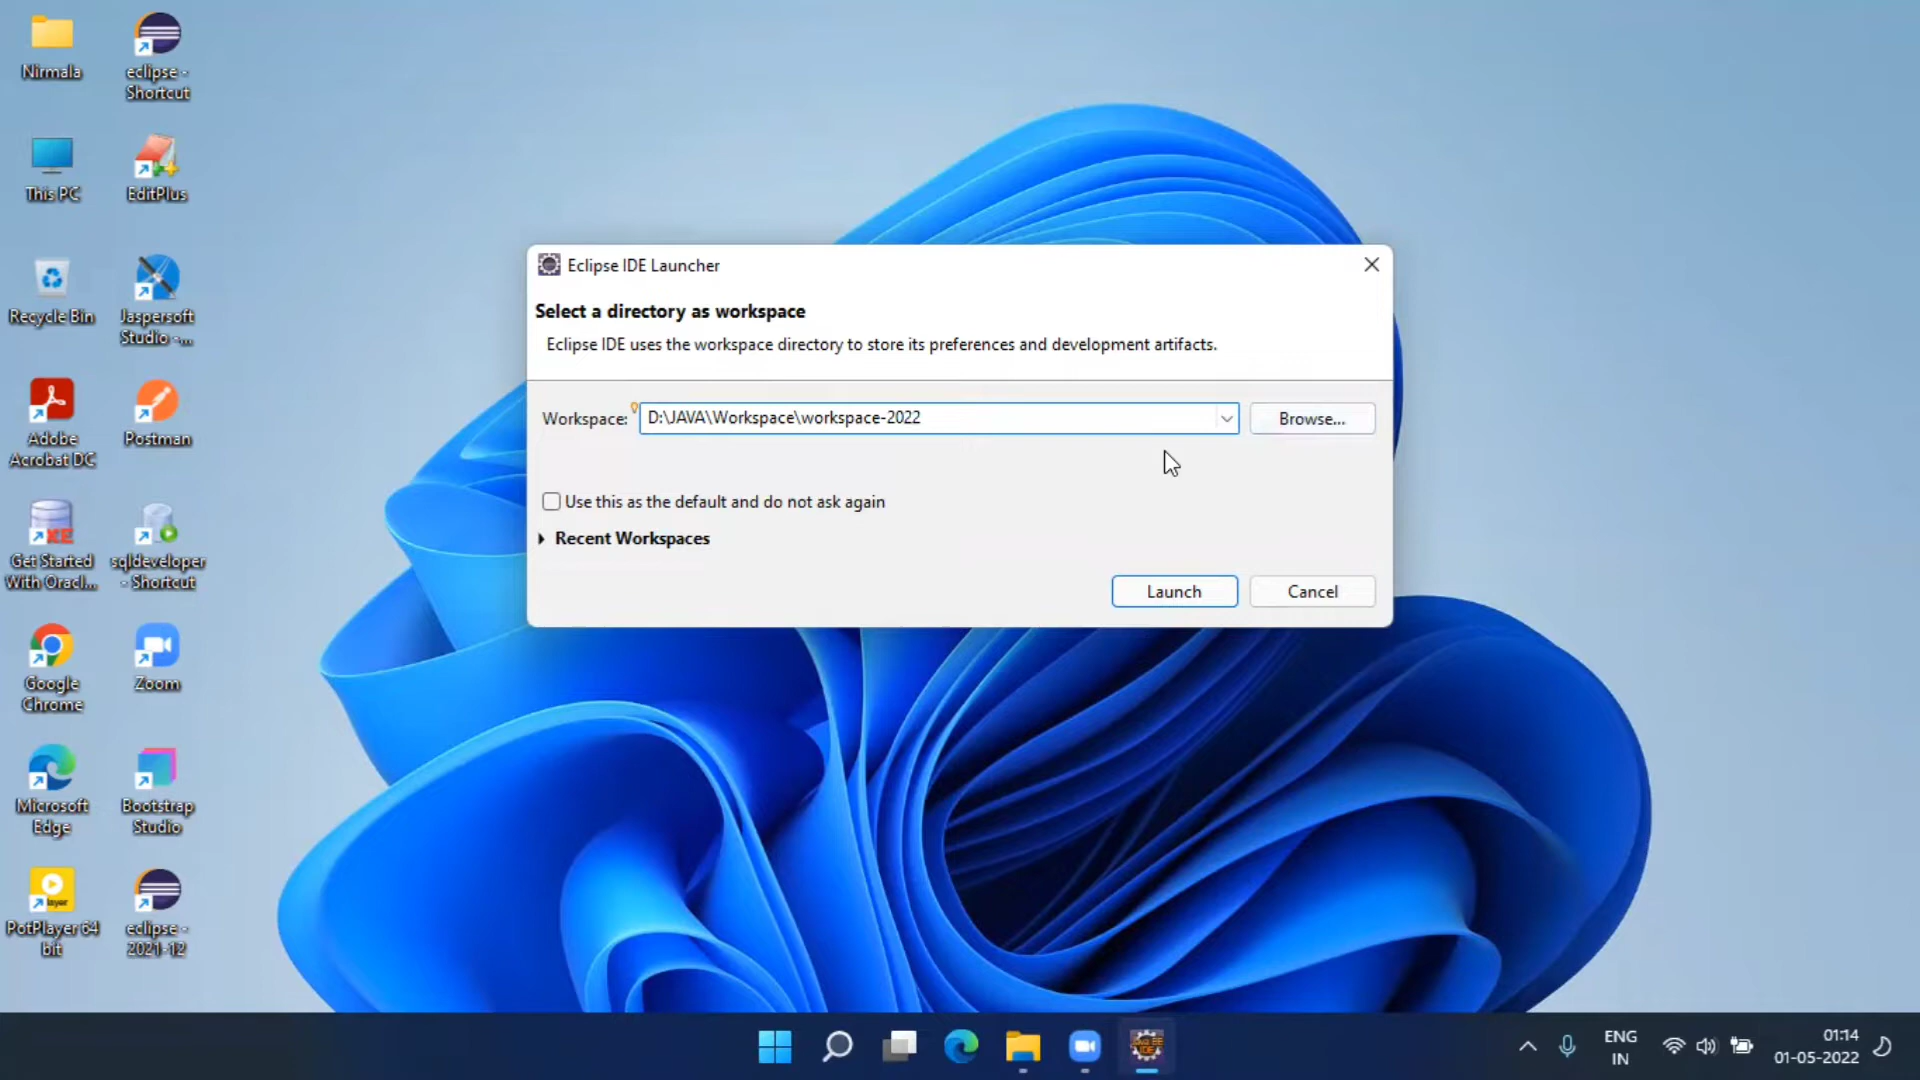 Nirmala
eclipse -
Shortcut
This PC
EditPlus
Recycle Bin
Jaspersoft
Studio -...
Adobe
Acrobat DC
Postman
Get Started
With Oracl...
sqldeveloper
- Shortcut
Google
Chrome
Zoom
Microsoft
Edge
Bootstrap
Studio
PotPlayer 64
bit
eclipse -
2021-12
Eclipse IDE Launcher
Select a directory as workspace
Eclipse IDE uses the workspace directory to store its preferences and development artifacts.
Workspace:
D:\JAVA\Workspace\workspace-2022
Browse...
Use this as the default and do not ask again
Recent Workspaces
Launch
Cancel
ENG
IN
01:14
01-05-2022